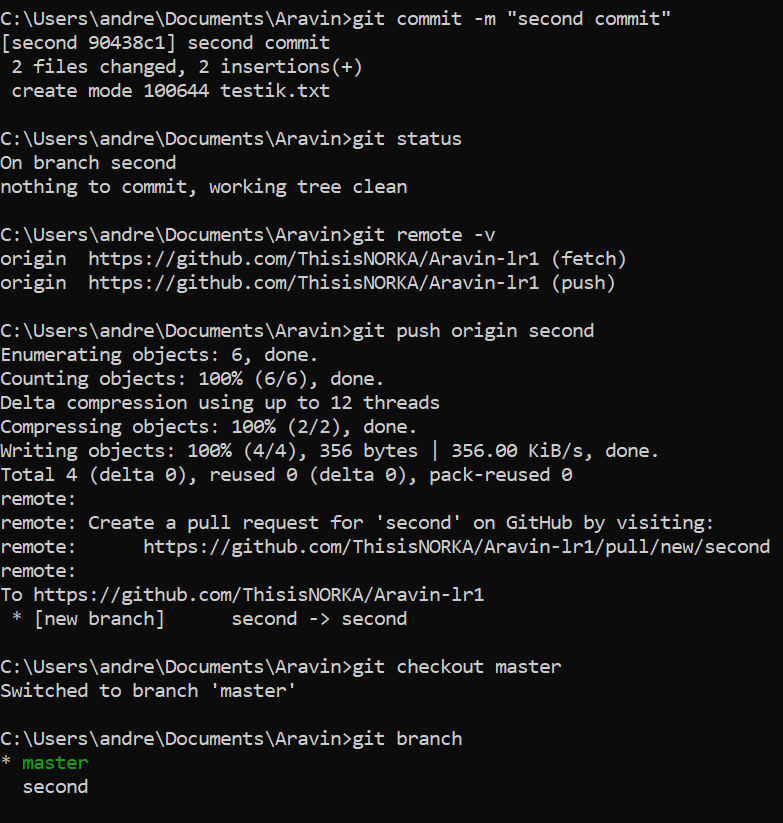 C:\Users\andre\Documents\Aravin>git commit -m "second commit"
[second 90438c1] second commit
 2 files changed, 2 insertions(+)
 create mode 100644 testik.txt

C:\Users\andre\Documents\Aravin>git status
On branch second
nothing to commit, working tree clean

C:\Users\andre\Documents\Aravin>git remote -v
origin  https://github.com/ThisisNORKA/Aravin-lr1 (fetch)
origin  https://github.com/ThisisNORKA/Aravin-lr1 (push)

C:\Users\andre\Documents\Aravin>git push origin second
Enumerating objects: 6, done.
Counting objects: 100% (6/6), done.
Delta compression using up to 12 threads
Compressing objects: 100% (2/2), done.
Writing objects: 100% (4/4), 356 bytes | 356.00 KiB/s, done.
Total 4 (delta 0), reused 0 (delta 0), pack-reused 0
remote:
remote: Create a pull request for 'second' on GitHub by visiting:
remote:      https://github.com/ThisisNORKA/Aravin-lr1/pull/new/second
remote:
To https://github.com/ThisisNORKA/Aravin-lr1
 * [new branch]      second -> second

C:\Users\andre\Documents\Aravin>git checkout master
Switched to branch 'master'

C:\Users\andre\Documents\Aravin>git branch
* master
  second